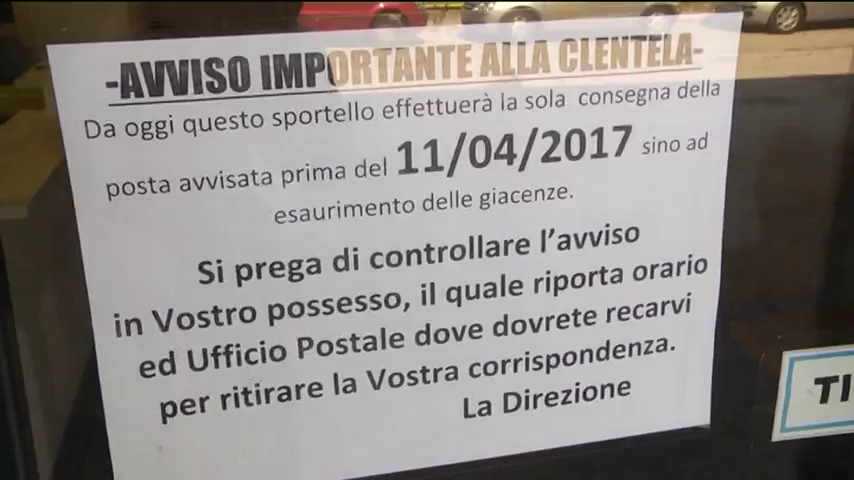 -AVVISO IMPORTANTE ALLA CLENTELA-
Da oggi questo sportello effettuerà la sola consegna della
posta avvisata prima del 11/04/2017 sino ad
esaurimento delle giacenze.
Si prega di controllare l'avviso
in Vostro possesso, il quale riporta orario
ed Ufficio Postale dove dovrete recarvi
per ritirare la Vostra corrispondenza.
La Direzione
TI